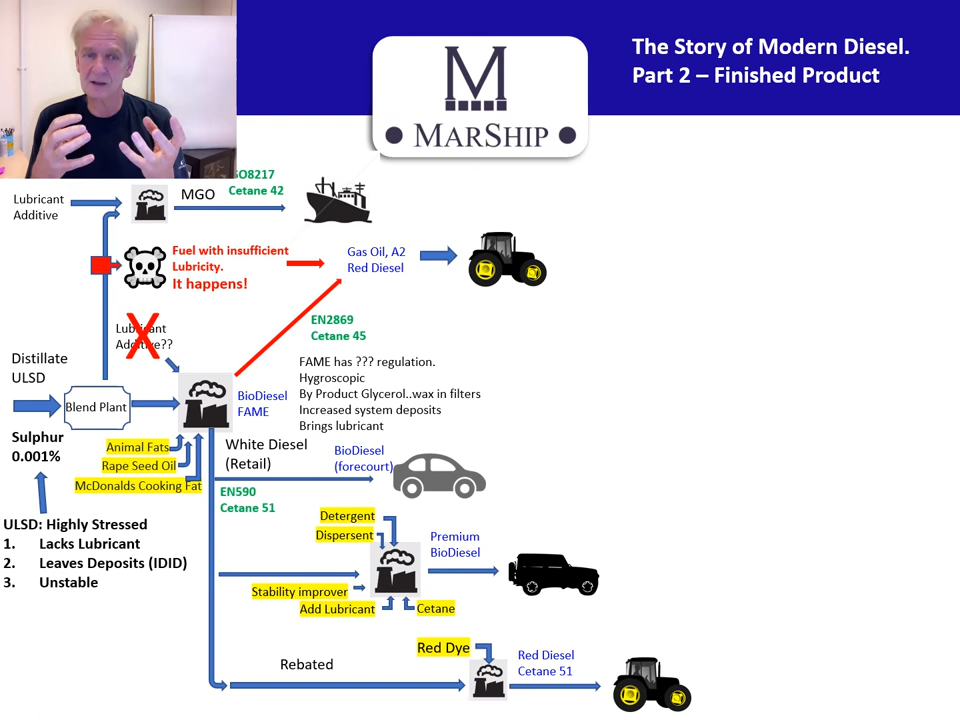 The Story of Modern Diesel.
Part 2 – Finished Product
M
MARSHIP
Lubricant
Additive
MGO
O8217
Cetane 42
Fuel with insufficient
Lubricity.
It happens!
Gas Oil, A2
Red Diesel
EN2869
Cetane 45
Lubricant
Additive??
X
Distillate
ULSD
Blend Plant
Sulphur
0.001%
BioDiesel
FAME
FAME has ??? regulation.
Hygroscopic
By Product Glycerol..wax in filters
Increased system deposits
Brings lubricant
Animal Fats
Rape Seed Oil
McDonalds Cooking Fat
White Diesel
(Retail)
BioDiesel
(forecourt)
EN590
Cetane 51
ULSD: Highly Stressed
1. Lacks Lubricant
2. Leaves Deposits (IDID)
3. Unstable
Detergent
Dispersent
Premium
BioDiesel
Stability improver
Add Lubricant
Cetane
Red Dye
Rebated
Red Diesel
Cetane 51